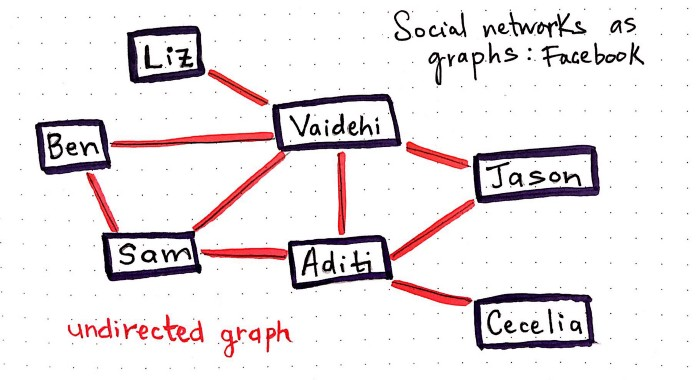 Social networks as
graphs: Facebook
Liz
Vaidehi
Ben
Jason
Sam
Aditi
Cecelia
undirected graph